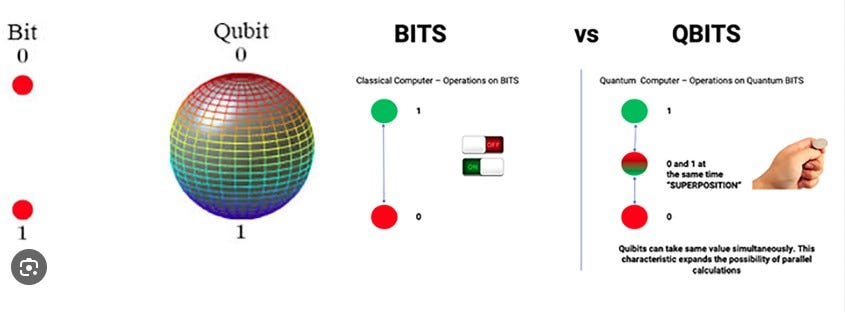 Bit
0
1
Qubit
0
1
BITS
vs
QBITS
Classical Computer – Operations on BITS
1
OFF
ON
0
Quantum Computer – Operations on Quantum BITS
1
0 and 1 at
the same time
"SUPERPOSITION"
0
Quibits can take same value simultaneously. This
characteristic expands the possibility of parallel
calculations